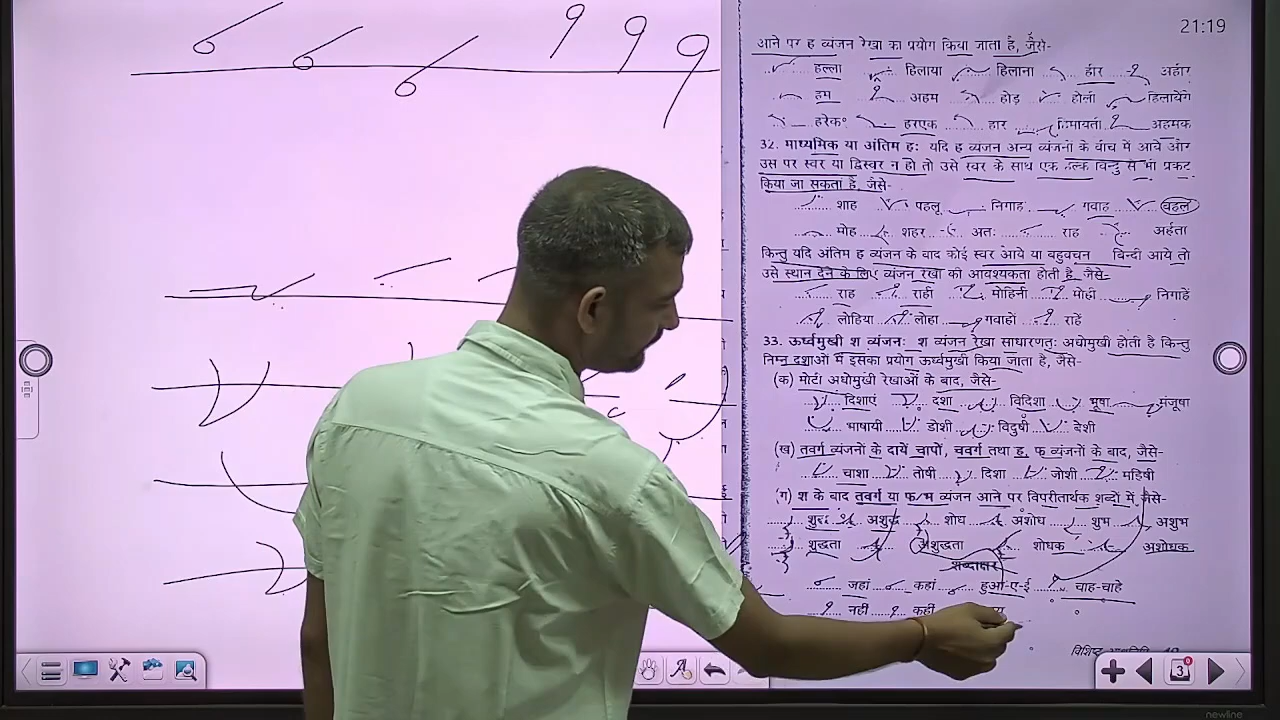 21:19
आने पर ह व्यंजन रेखा का प्रयोग किया जाता है, जैसे-
हल्ला हिलाया हिलाना हार अहार
हम अहम होड़ होली हिलायेंगे
हरेक॰ हरएक हार हिमायती अहमक
32. माध्यमिक या अंतिम ह: यदि ह व्यंजन अन्य व्यंजनों के बीच में आये और
उस पर स्वर या द्विस्वर न हो तो उसे स्वर के साथ एक हल्के बिन्दु से भी प्रकट
किया जा सकता है, जैसे-
शाह पहलू निगाह गवाह बहल
मोह शहर अतः राह अर्हता
किन्तु यदि अंतिम ह व्यंजन के बाद कोई स्वर आये या बहुवचन बिन्दी आये तो
उसे स्थान देने के लिए व्यंजन रेखा की आवश्यकता होती है, जैसे-
राह राही मोहिनी मोही निगाहें
लोहिया लोहा गवाहों राहें
33. ऊर्ध्वमुखी श व्यंजनः श व्यंजन रेखा साधारणतः अधोमुखी होती है किन्तु
निम्न दशाओं में इसका प्रयोग ऊर्ध्वमुखी किया जाता है, जैसे-
(क) मोटी अधोमुखी रेखाओं के बाद, जैसे-
दिशाएं दशा विदिशा भूषा मंजूषा
भाषायी डोशी विदुषी देशी
(ख) तवर्ग व्यंजनों के दायें चापों, चवर्ग तथा ह, फ व्यंजनों के बाद, जैसे-
चाशा तोषी दिशा जोशी मड़िषी
(ग) श के बाद तवर्ग या फ/भ व्यंजन आने पर विपरीतार्थक शब्दों में, जैसे-
शुद्ध अशुद्ध शोध अशोध शुभ अशुभ
शुद्धता अशुद्धता शोधक अशोधक
शब्दाक्षर
जहां कहां हुआ-ए-ई चाह-चाहे
नहीं कहीं
विशिष्ट
3
newline